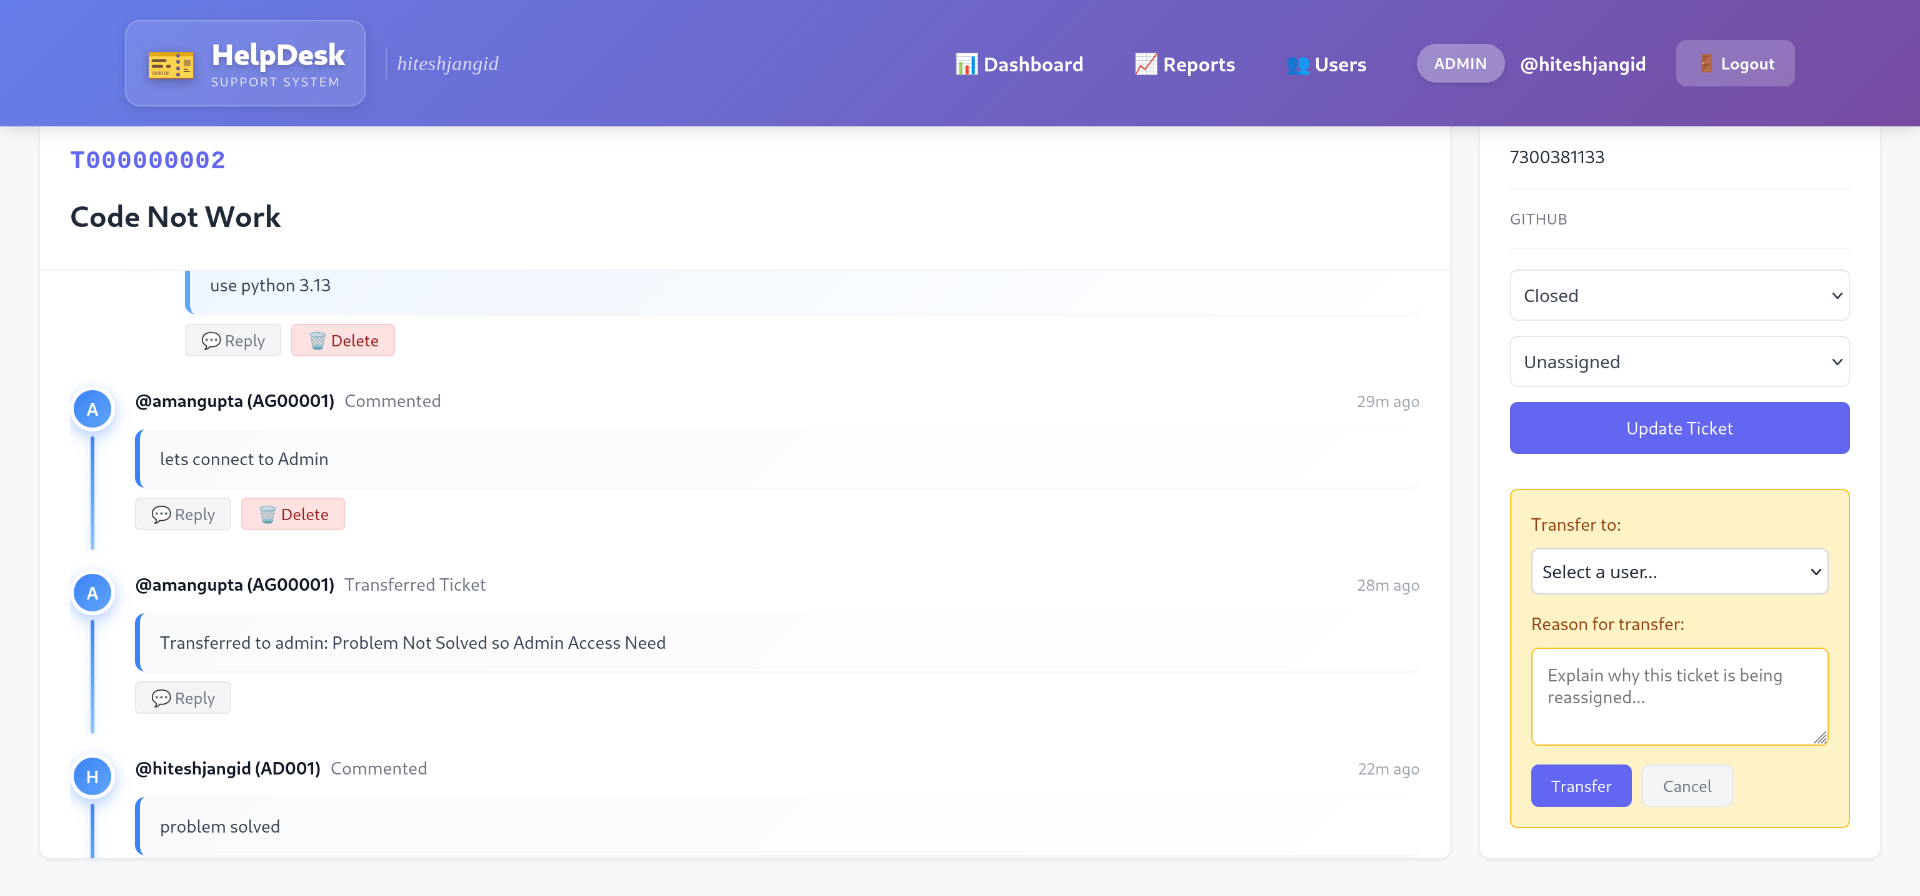 HelpDesk
SUPPORT SYSTEM
hiteshjangid
Dashboard
Reports
Users
ADMIN
@hiteshjangid
Logout
T000000002
Code Not Work
use python 3.13
Reply
Delete
@amangupta (AG00001) Commented 29m ago
lets connect to Admin
Reply
Delete
@amangupta (AG00001) Transferred Ticket 28m ago
Transferred to admin: Problem Not Solved so Admin Access Need
Reply
@hiteshjangid (AD001) Commented 22m ago
problem solved
7300381133
GITHUB
Closed
Unassigned
Update Ticket
Transfer to:
Select a user...
Reason for transfer:
Explain why this ticket is being
reassigned...
Transfer
Cancel
A
A
H